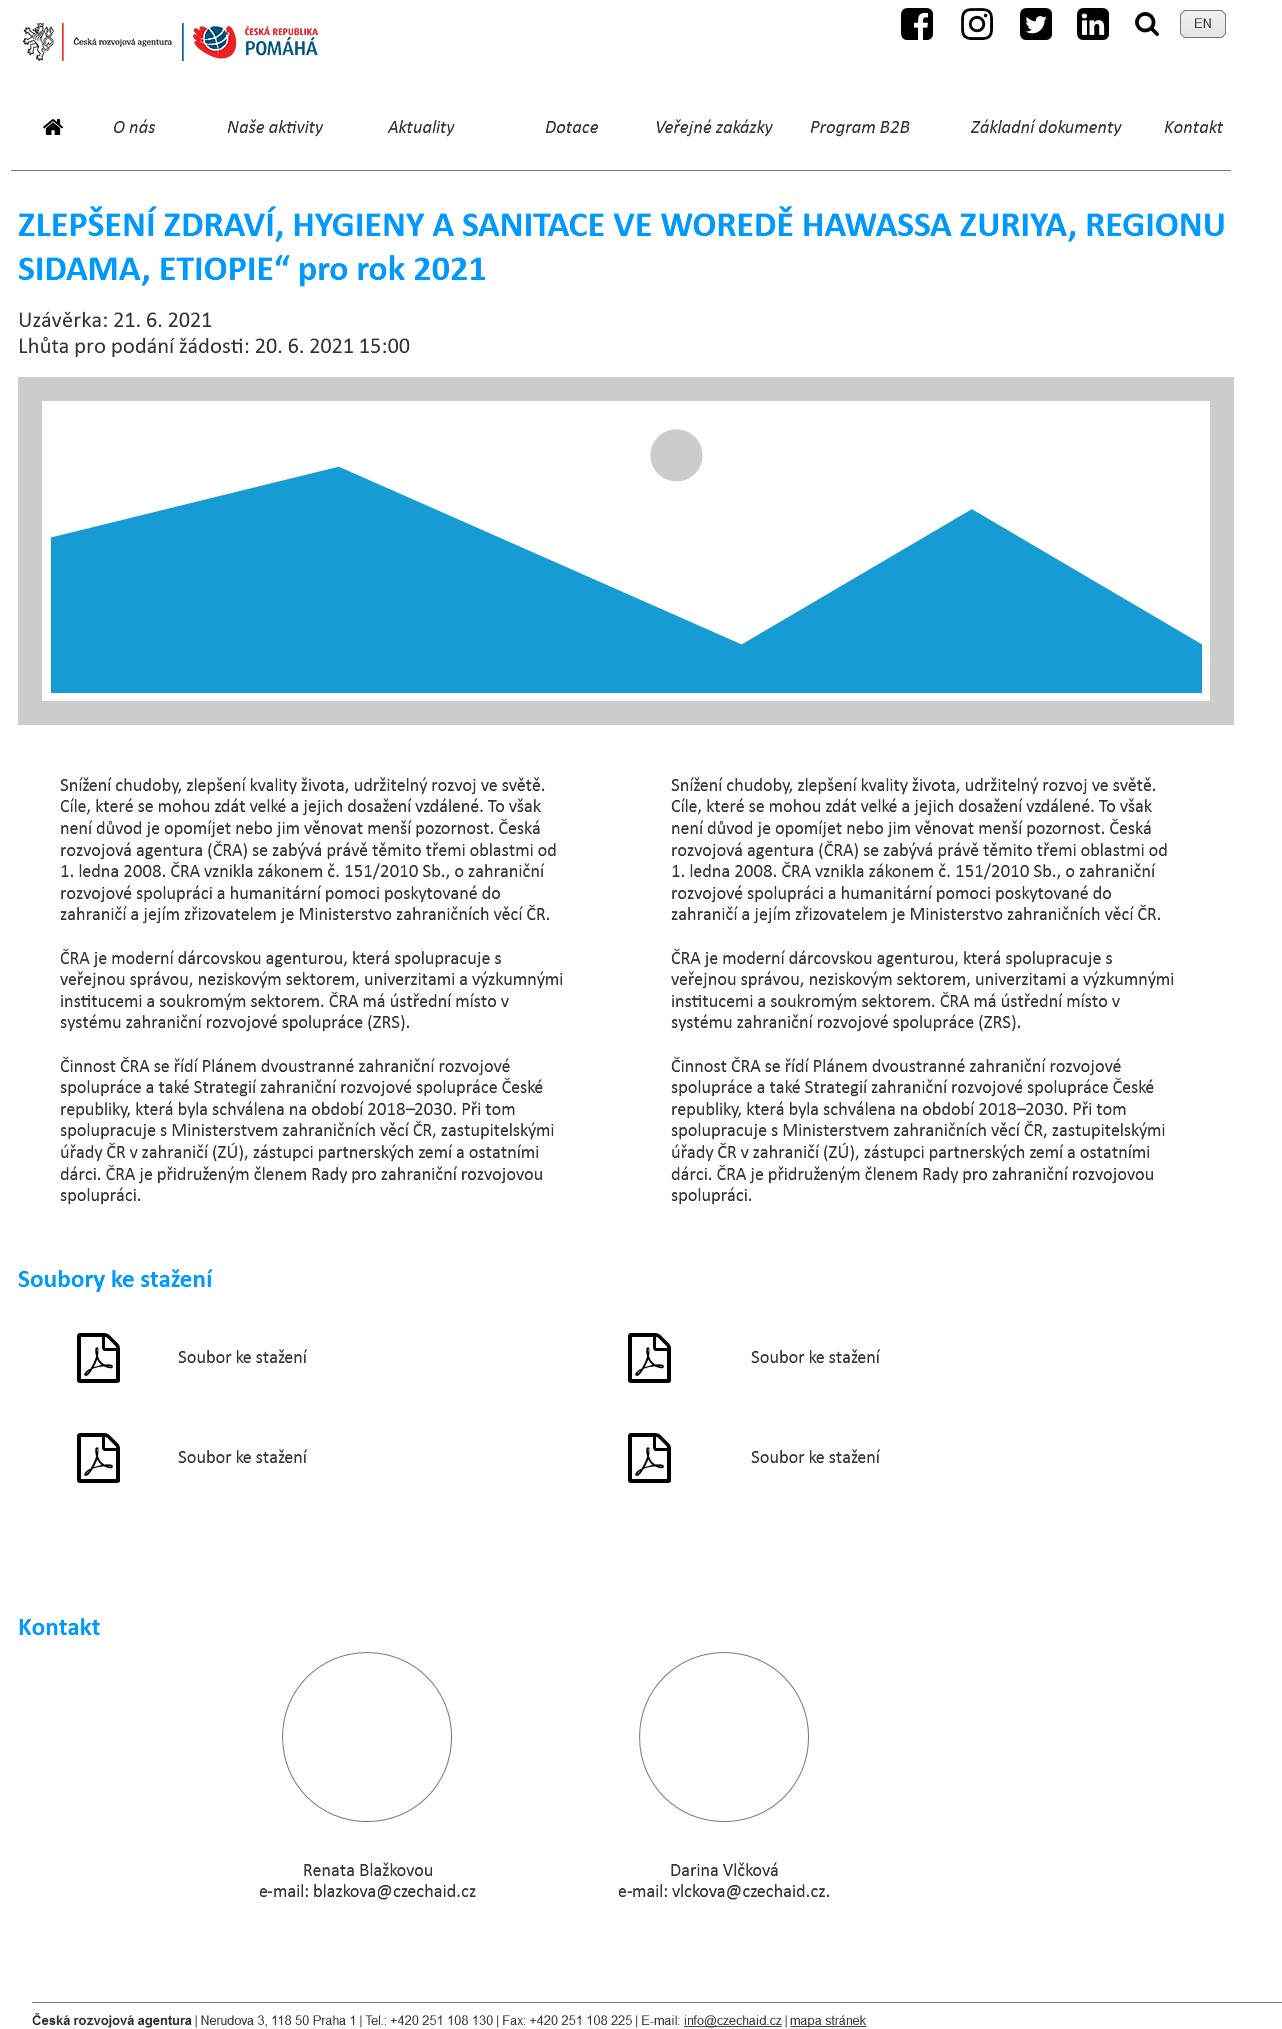 Česká rozvojová agentura
ČESKÁ REPUBLIKA
POMÁHÁ
EN
O nás
Naše aktivity
Aktuality
Dotace
Veřejné zakázky
Program B2B
Základní dokumenty
Kontakt
ZLEPŠENÍ ZDRAVÍ, HYGIENY A SANITACE VE WOREDĚ HAWASSA ZURIYA, REGIONU
SIDAMA, ETIOPIE“ pro rok 2021
Uzávěrka: 21. 6. 2021
Lhůta pro podání žádosti: 20. 6. 2021 15:00
Snížení chudoby, zlepšení kvality života, udržitelný rozvoj ve světě.
Cíle, které se mohou zdát velké a jejich dosažení vzdálené. To však
není důvod je opomíjet nebo jim věnovat menší pozornost. Česká
rozvojová agentura (ČRA) se zabývá právě těmito třemi oblastmi od
1. ledna 2008. ČRA vznikla zákonem č. 151/2010 Sb., o zahraniční
rozvojové spolupráci a humanitární pomoci poskytované do
zahraničí a jejím zřizovatelem je Ministerstvo zahraničních věcí ČR.
ČRA je moderní dárcovskou agenturou, která spolupracuje s
veřejnou správou, neziskovým sektorem, univerzitami a výzkumnými
institucemi a soukromým sektorem. ČRA má ústřední místo v
systému zahraniční rozvojové spolupráce (ZRS).
Činnost ČRA se řídí Plánem dvoustranné zahraniční rozvojové
spolupráce a také Strategií zahraniční rozvojové spolupráce České
republiky, která byla schválena na období 2018–2030. Při tom
spolupracuje s Ministerstvem zahraničních věcí ČR, zastupitelskými
úřady ČR v zahraničí (ZÚ), zástupci partnerských zemí a ostatními
dárci. ČRA je přidruženým členem Rady pro zahraniční rozvojovou
spolupráci.
Snížení chudoby, zlepšení kvality života, udržitelný rozvoj ve světě.
Cíle, které se mohou zdát velké a jejich dosažení vzdálené. To však
není důvod je opomíjet nebo jim věnovat menší pozornost. Česká
rozvojová agentura (ČRA) se zabývá právě těmito třemi oblastmi od
1. ledna 2008. ČRA vznikla zákonem č. 151/2010 Sb., o zahraniční
rozvojové spolupráci a humanitární pomoci poskytované do
zahraničí a jejím zřizovatelem je Ministerstvo zahraničních věcí ČR.
ČRA je moderní dárcovskou agenturou, která spolupracuje s
veřejnou správou, neziskovým sektorem, univerzitami a výzkumnými
institucemi a soukromým sektorem. ČRA má ústřední místo v
systému zahraniční rozvojové spolupráce (ZRS).
Činnost ČRA se řídí Plánem dvoustranné zahraniční rozvojové
spolupráce a také Strategií zahraniční rozvojové spolupráce České
republiky, která byla schválena na období 2018–2030. Při tom
spolupracuje s Ministerstvem zahraničních věcí ČR, zastupitelskými
úřady ČR v zahraničí (ZÚ), zástupci partnerských zemí a ostatními
dárci. ČRA je přidruženým členem Rady pro zahraniční rozvojovou
spolupráci.
Soubory ke stažení
Soubor ke stažení
Soubor ke stažení
Soubor ke stažení
Soubor ke stažení
Kontakt
Renata Blažkovou
e-mail: blazkova@czechaid.cz
Darina Vlčková
e-mail: vlckova@czechaid.cz.
Česká rozvojová agentura | Nerudova 3, 118 50 Praha 1 | Tel.: +420 251 108 130 | Fax: +420 251 108 225 | E-mail: info@czechaid.cz | mapa stránek